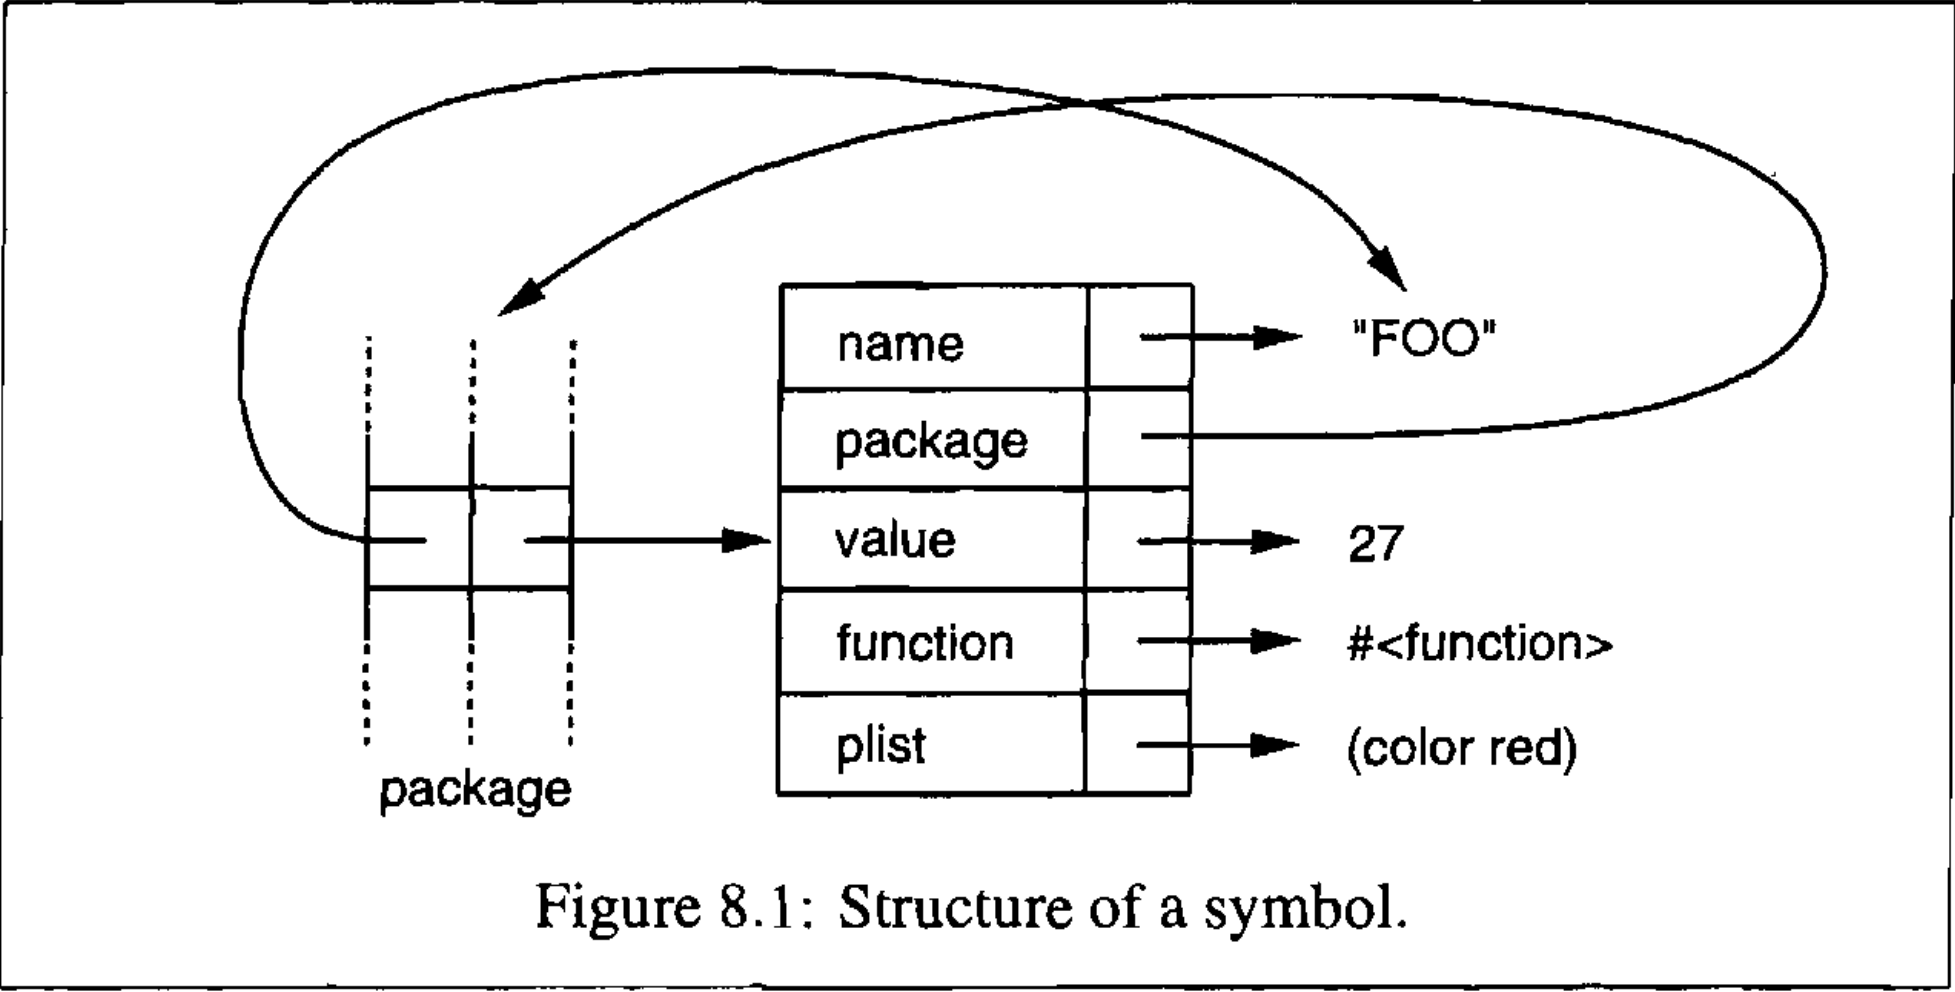 name "FOO"
package
value 27
function #<function>
plist (color red)
package
Figure 8.1: Structure of a symbol.